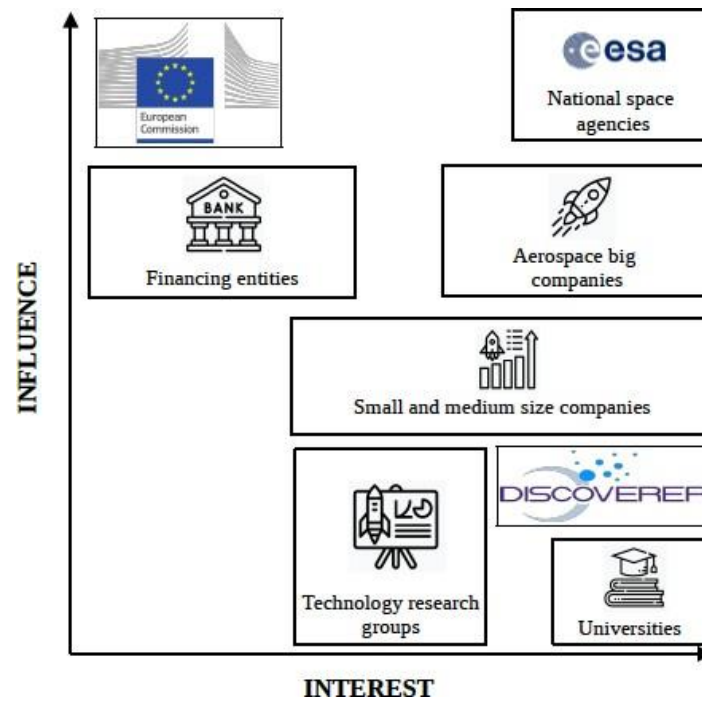 European
Commission
esa
National space
agencies
BANK
Financing entities
Aerospace big
companies
INFLUENCE
Small and medium size companies
Technology research
groups
DISCOVERER
Universities
INTEREST